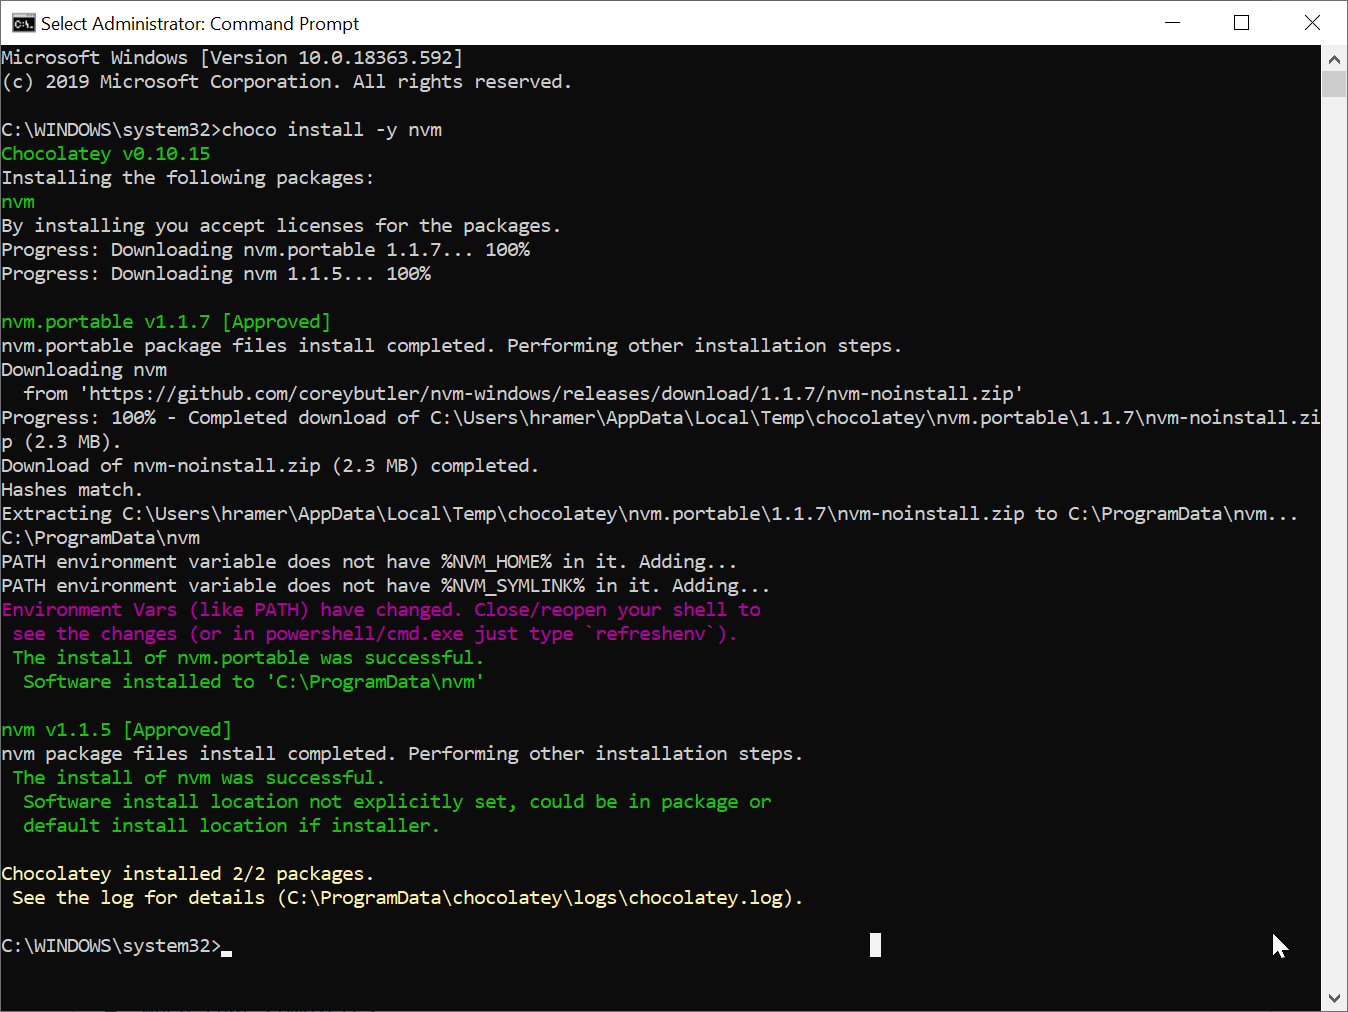 Select Administrator: Command Prompt
Microsoft Windows [Version 10.0.18363.592]
(c) 2019 Microsoft Corporation. All rights reserved.
C:\WINDOWS\system32>choco install -y nvm
Chocolatey v0.10.15
Installing the following packages:
nvm
By installing you accept licenses for the packages.
Progress: Downloading nvm.portable 1.1.7... 100%
Progress: Downloading nvm 1.1.5... 100%
nvm.portable v1.1.7 [Approved]
nvm.portable package files install completed. Performing other installation steps.
Downloading nvm
  from 'https://github.com/coreybutler/nvm-windows/releases/download/1.1.7/nvm-noinstall.zip'
Progress: 100% - Completed download of C:\Users\hramer\AppData\Local\Temp\chocolatey\nvm.portable\1.1.7\nvm-noinstall.zi
p (2.3 MB).
Download of nvm-noinstall.zip (2.3 MB) completed.
Hashes match.
Extracting C:\Users\hramer\AppData\Local\Temp\chocolatey\nvm.portable\1.1.7\nvm-noinstall.zip to C:\ProgramData\nvm...
C:\ProgramData\nvm
PATH environment variable does not have %NVM_HOME% in it. Adding...
PATH environment variable does not have %NVM_SYMLINK% in it. Adding...
Environment Vars (like PATH) have changed. Close/reopen your shell to
 see the changes (or in powershell/cmd.exe just type `refreshenv`).
 The install of nvm.portable was successful.
  Software installed to 'C:\ProgramData\nvm'
nvm v1.1.5 [Approved]
nvm package files install completed. Performing other installation steps.
 The install of nvm was successful.
  Software install location not explicitly set, could be in package or
  default install location if installer.
Chocolatey installed 2/2 packages.
 See the log for details (C:\ProgramData\chocolatey\logs\chocolatey.log).
C:\WINDOWS\system32>